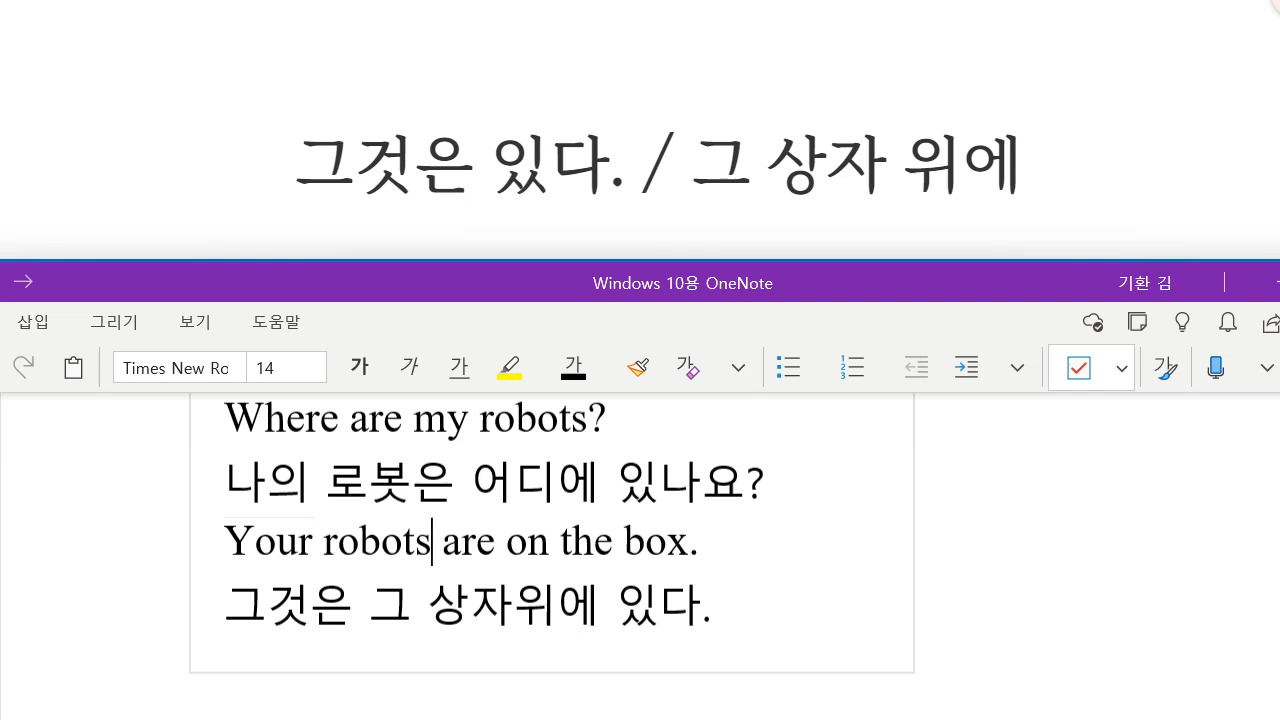 그것은 있다. / 그 상자 위에
Windows 10용 OneNote
기환 김
삽입 그리기 보기 도움말
Times New Ro 14 가 가 가 가 가 가
Where are my robots?
나의 로봇은 어디에 있나요?
Your robots are on the box.
그것은 그 상자위에 있다.